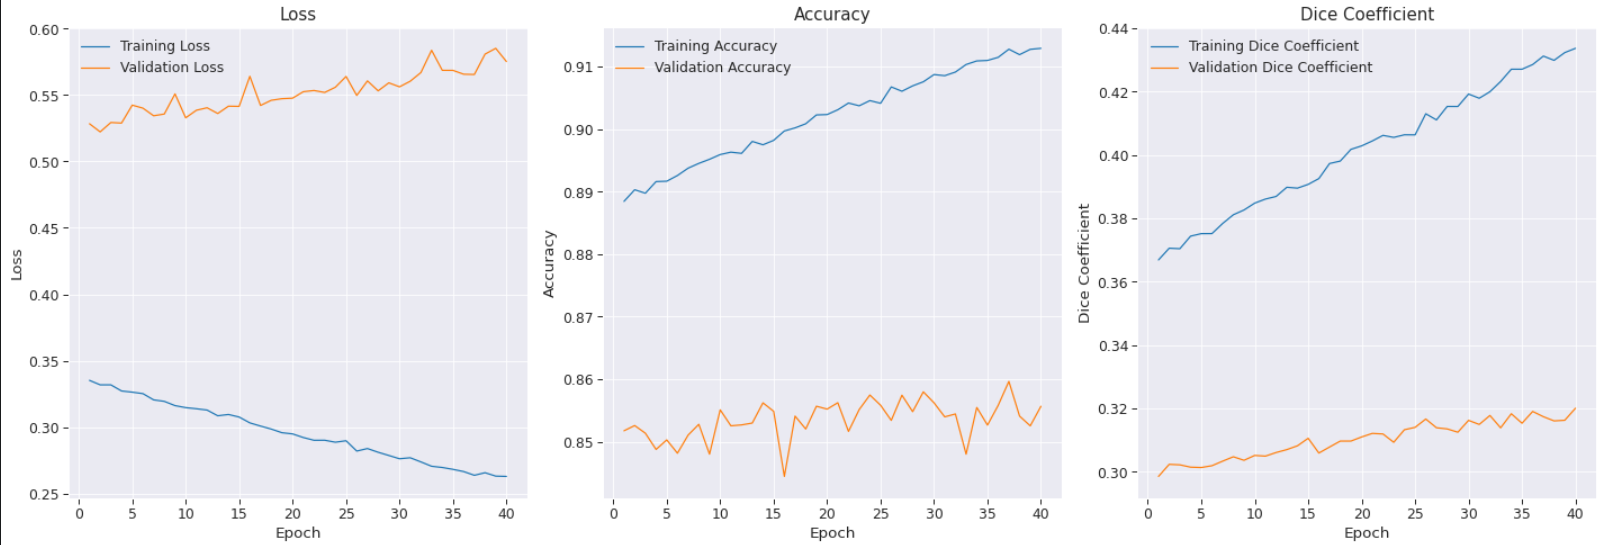 Loss
0.60
0.55
0.50
0.45
0.40
0.35
0.30
0.25
Loss
Training Loss
Validation Loss
0 5 10 15 20 25 30 35 40
Epoch
Accuracy
0.91
0.90
0.89
0.88
0.87
0.86
0.85
Accuracy
Training Accuracy
Validation Accuracy
0 5 10 15 20 25 30 35 40
Epoch
Dice Coefficient
0.44
0.42
0.40
0.38
0.36
0.34
0.32
0.30
Dice Coefficient
Training Dice Coefficient
Validation Dice Coefficient
0 5 10 15 20 25 30 35 40
Epoch